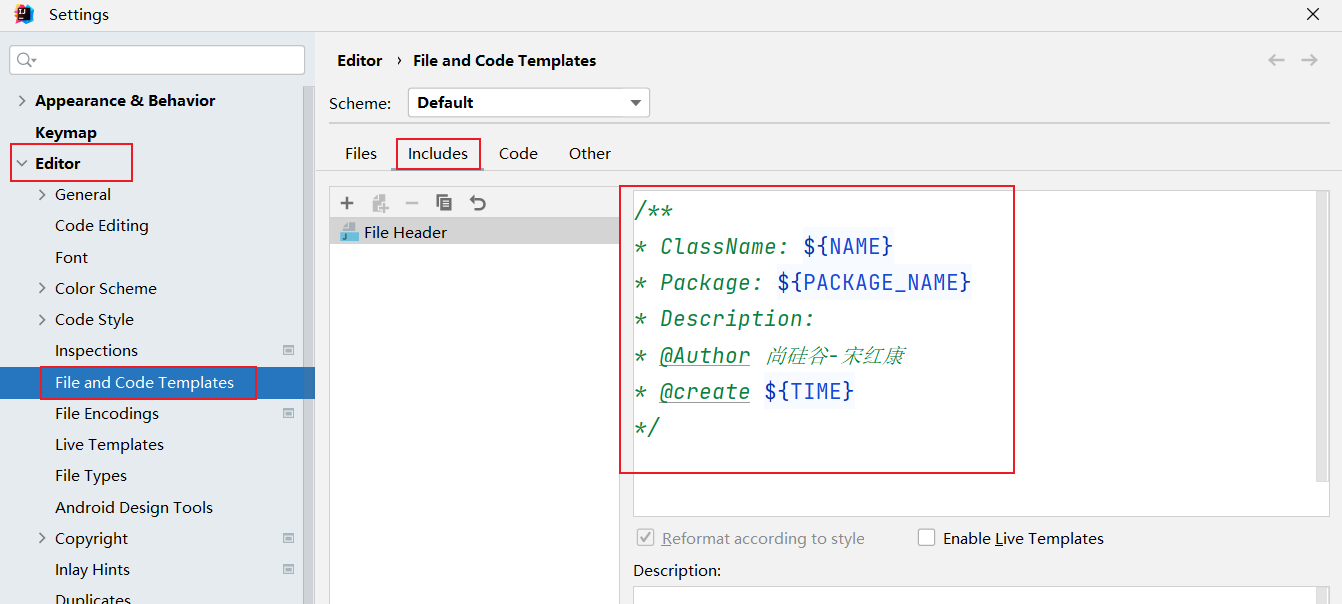 Settings
Editor › File and Code Templates
Appearance & Behavior
Scheme: Default
Keymap
Editor
Files Includes Code Other
General
Code Editing
File Header
Font
Color Scheme
Code Style
Inspections
File and Code Templates
File Encodings
Live Templates
File Types
Android Design Tools
Copyright
Inlay Hints
Duplicates
/**
* ClassName: ${NAME}
* Package: ${PACKAGE_NAME}
* Description:
* @Author 尚硅谷-宋红康
* @create ${TIME}
*/
Reformat according to style Enable Live Templates
Description: